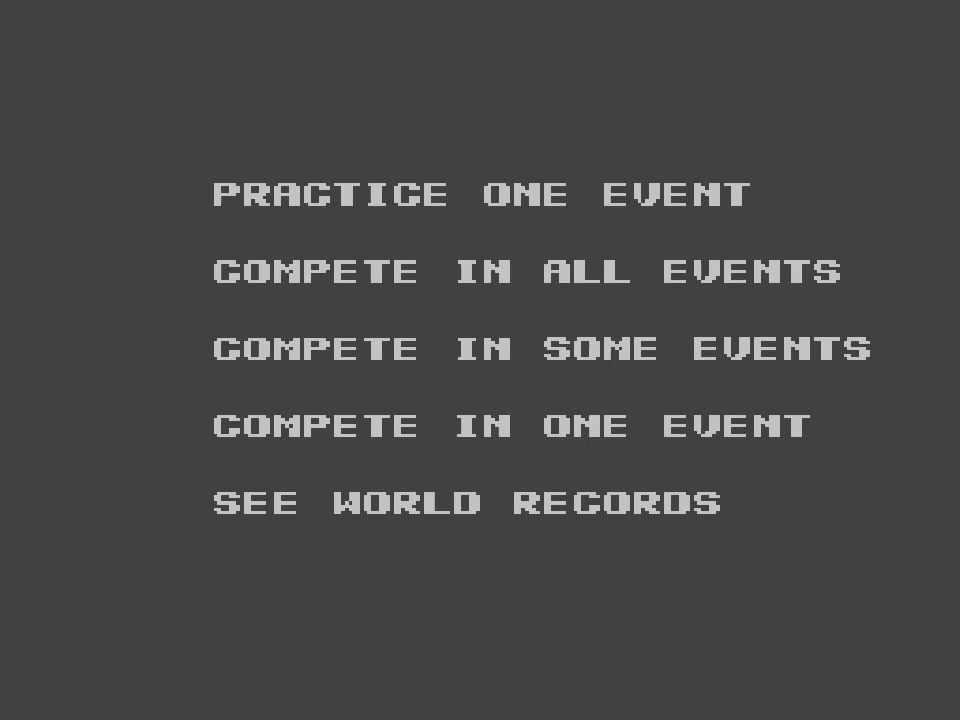 PRACTICE ONE EVENT
COMPETE IN ALL EVENTS
COMPETE IN SOME EVENTS
COMPETE IN ONE EVENT
SEE WORLD RECORDS